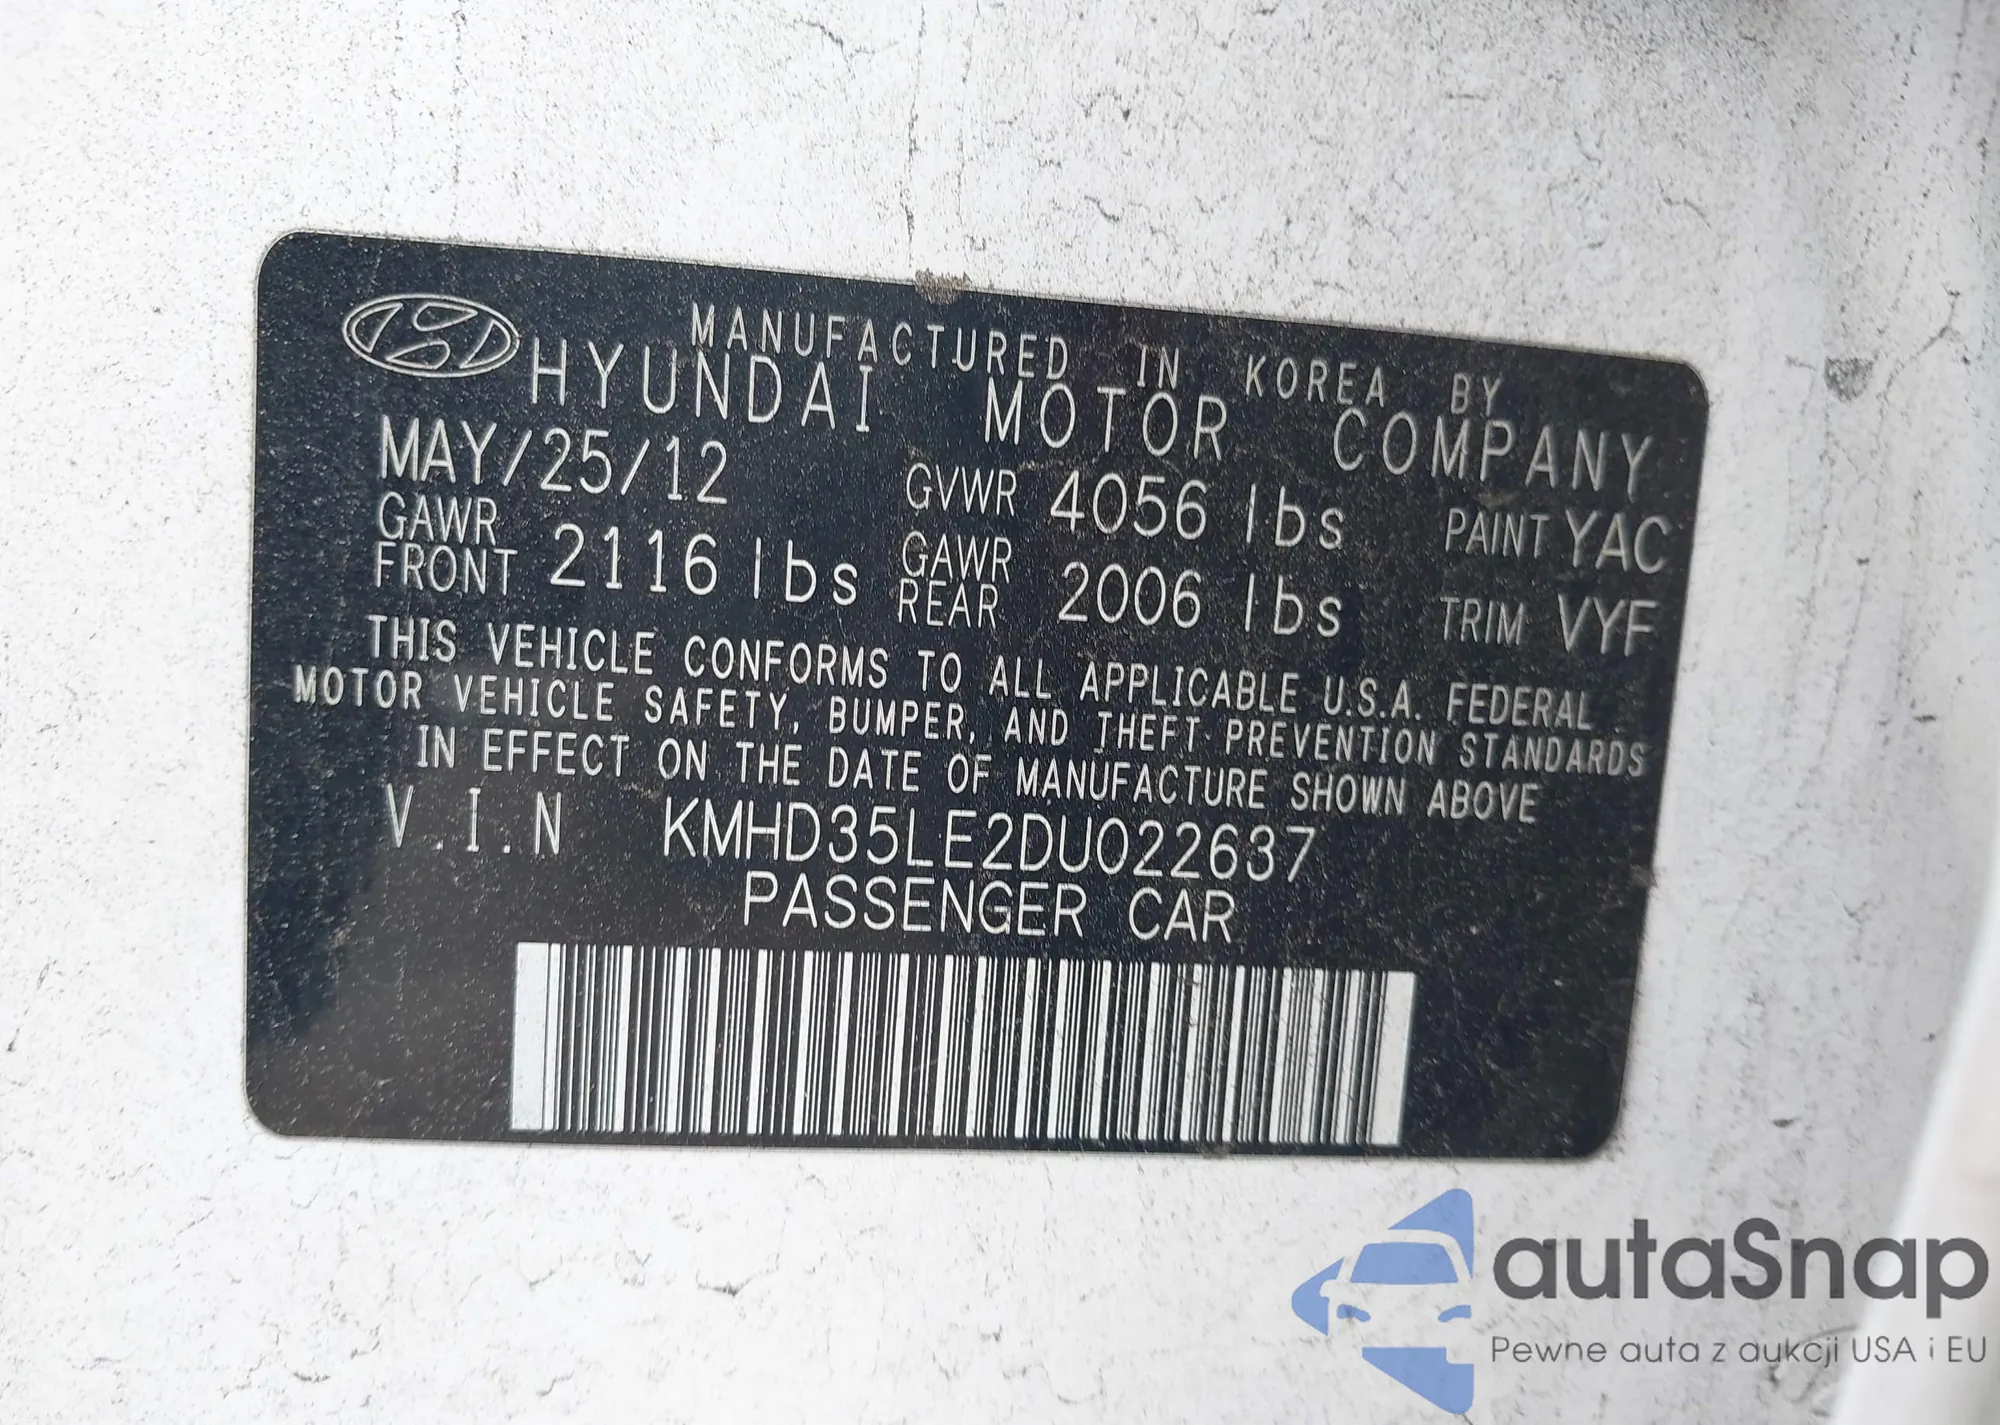 MANUFACTURED IN KOREA BY
HYUNDAI MOTOR COMPANY
MAY/25/12 GVWR 4056 lbs PAINT YAC
GAWR FRONT 2116 lbs GAWR REAR 2006 lbs TRIM VYF
THIS VEHICLE CONFORMS TO ALL APPLICABLE U.S.A. FEDERAL
MOTOR VEHICLE SAFETY, BUMPER, AND THEFT PREVENTION STANDARDS
IN EFFECT ON THE DATE OF MANUFACTURE SHOWN ABOVE
V.I.N KMHD35LE2DU022637
PASSENGER CAR
autaSnap
Pewne auta z aukcji USA i EU